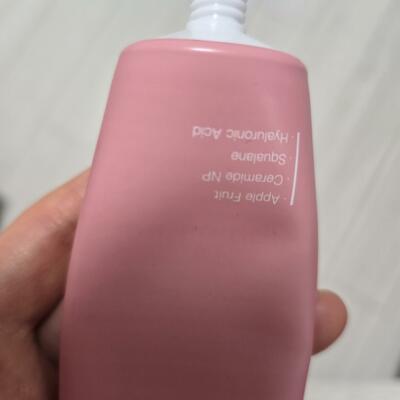 · Apple Fruit
· Ceramide NP
· Squalane
· Hyaluronic Acid